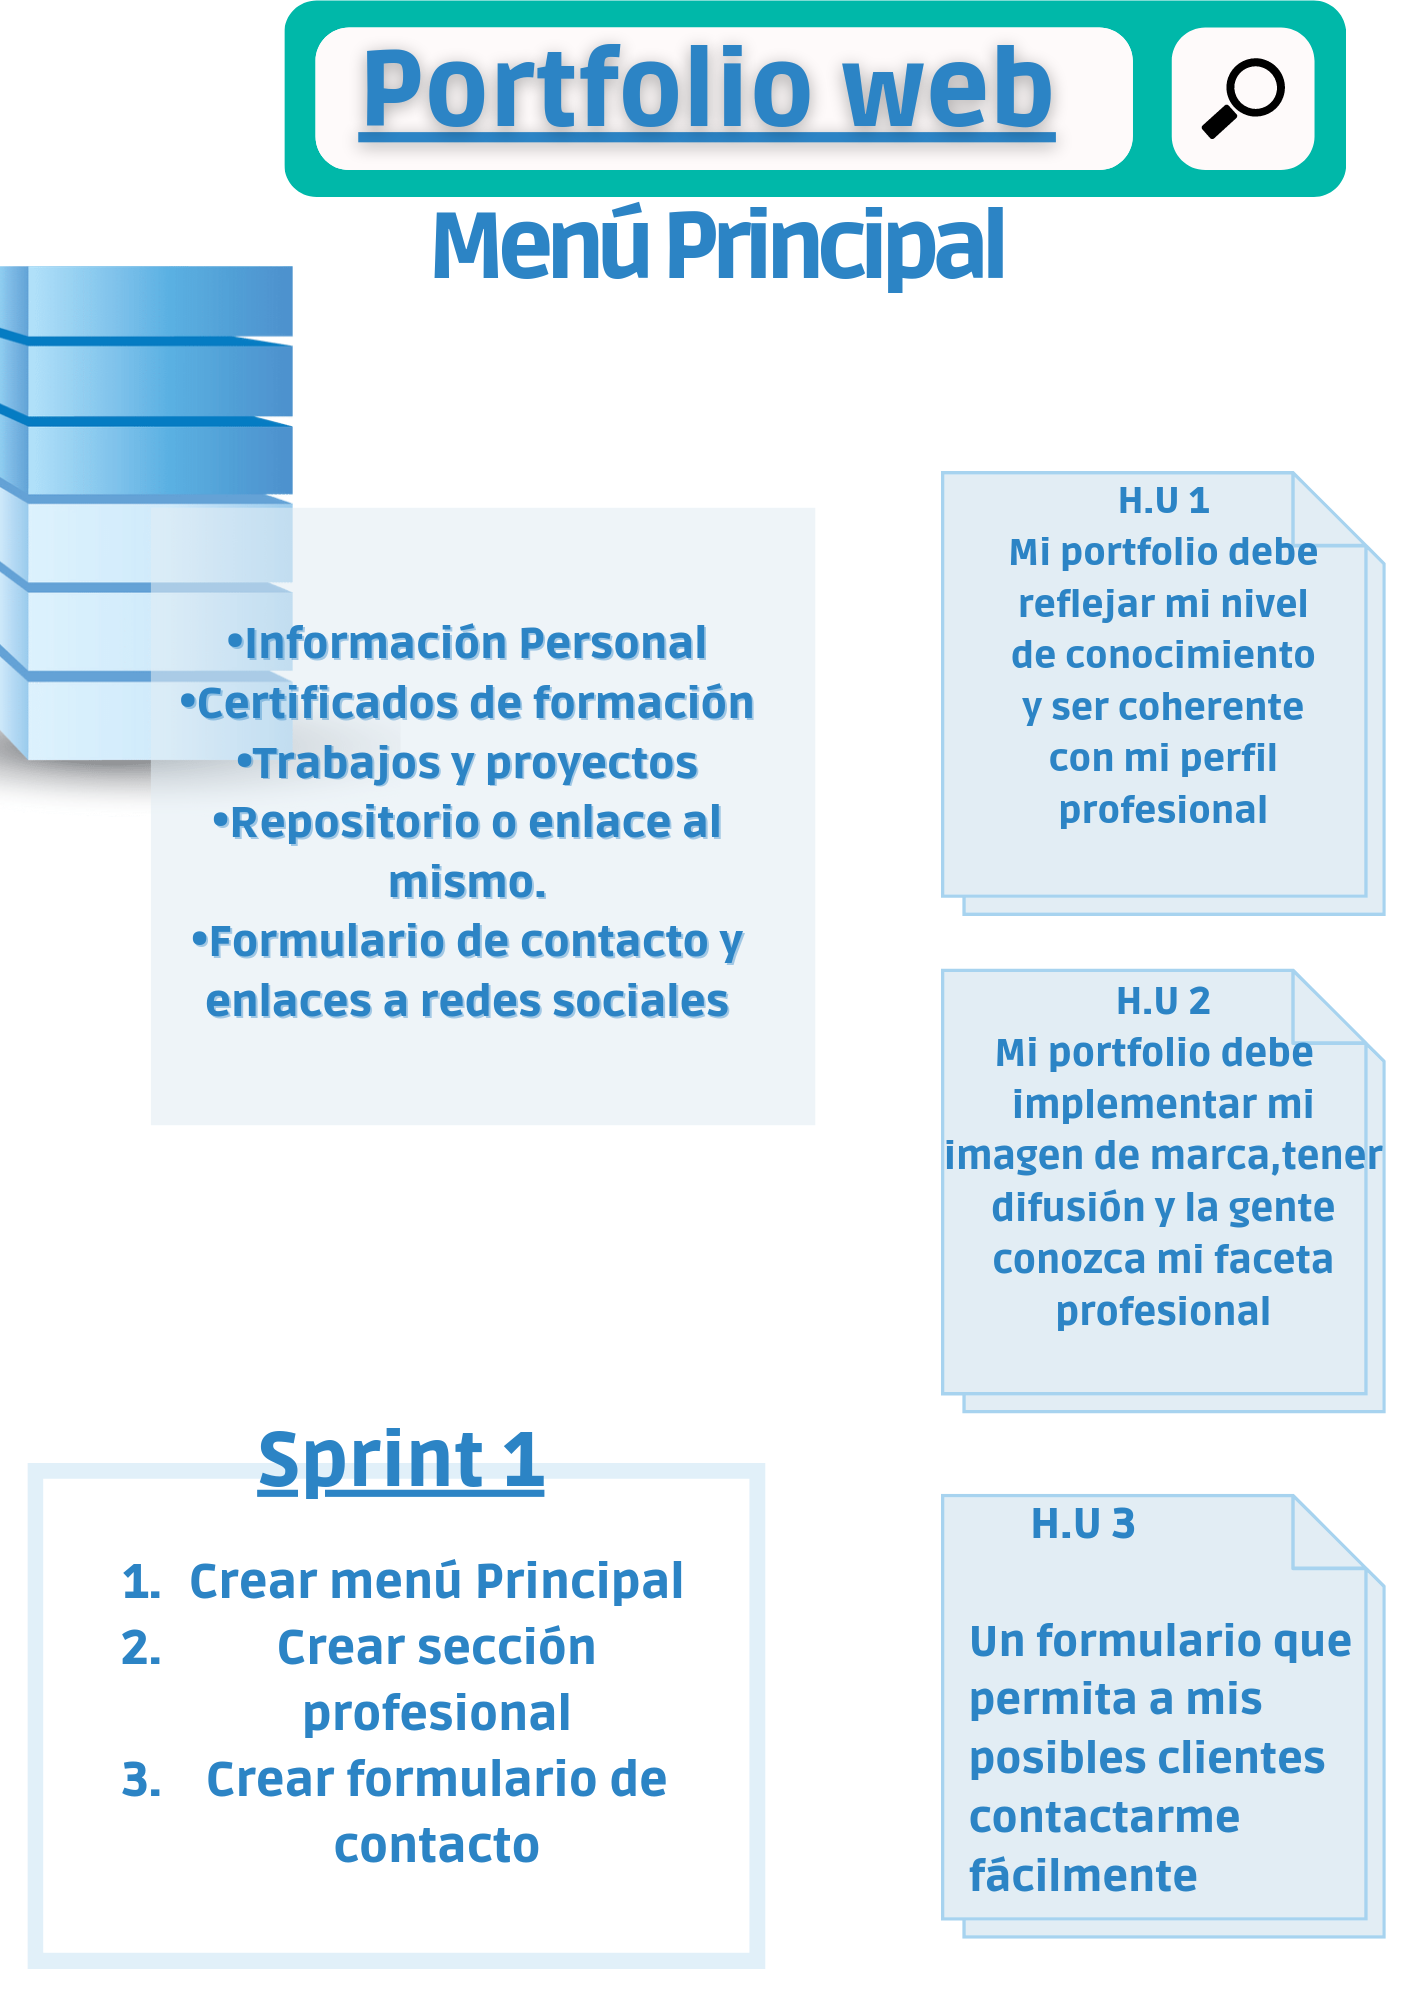 Portfolio web
Menú Principal
•Información Personal
•Certificados de formación
•Trabajos y proyectos
•Repositorio o enlace al
mismo.
•Formulario de contacto y
enlaces a redes sociales
H.U 1
Mi portfolio debe
reflejar mi nivel
de conocimiento
y ser coherente
con mi perfil
profesional
H.U 2
Mi portfolio debe
implementar mi
imagen de marca,tener
difusión y la gente
conozca mi faceta
profesional
Sprint 1
1. Crear menú Principal
2. Crear sección
profesional
3. Crear formulario de
contacto
H.U 3
Un formulario que
permita a mis
posibles clientes
contactarme
fácilmente